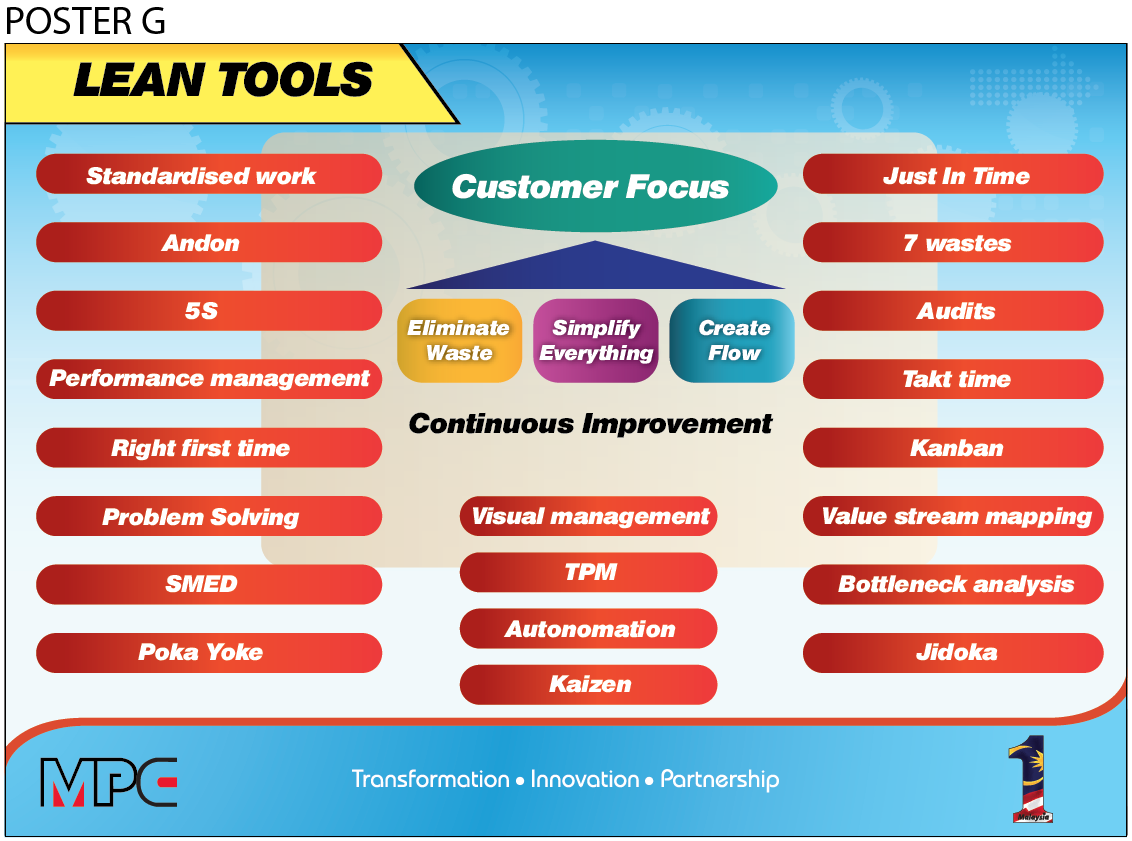 POSTER G
LEAN TOOLS
Standardised work
Andon
5S
Performance management
Right first time
Problem Solving
SMED
Poka Yoke
Customer Focus
Eliminate
Waste
Simplify
Everything
Create
Flow
Continuous Improvement
Visual management
TPM
Autonomation
Kaizen
Just In Time
7 wastes
Audits
Takt time
Kanban
Value stream mapping
Bottleneck analysis
Jidoka
MPC
Transformation • Innovation • Partnership
1
Malaysia